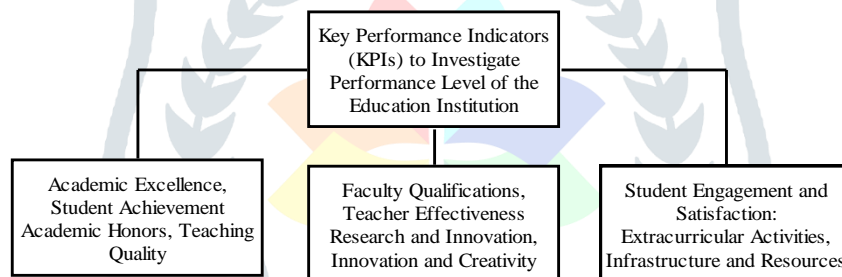 Key Performance Indicators
(KPIs) to Investigate
Performance Level of the
Education Institution
Academic Excellence,
Student Achievement
Academic Honors, Teaching
Quality
Faculty Qualifications,
Teacher Effectiveness
Research and Innovation,
Innovation and Creativity
Student Engagement and
Satisfaction:
Extracurricular Activities,
Infrastructure and Resources